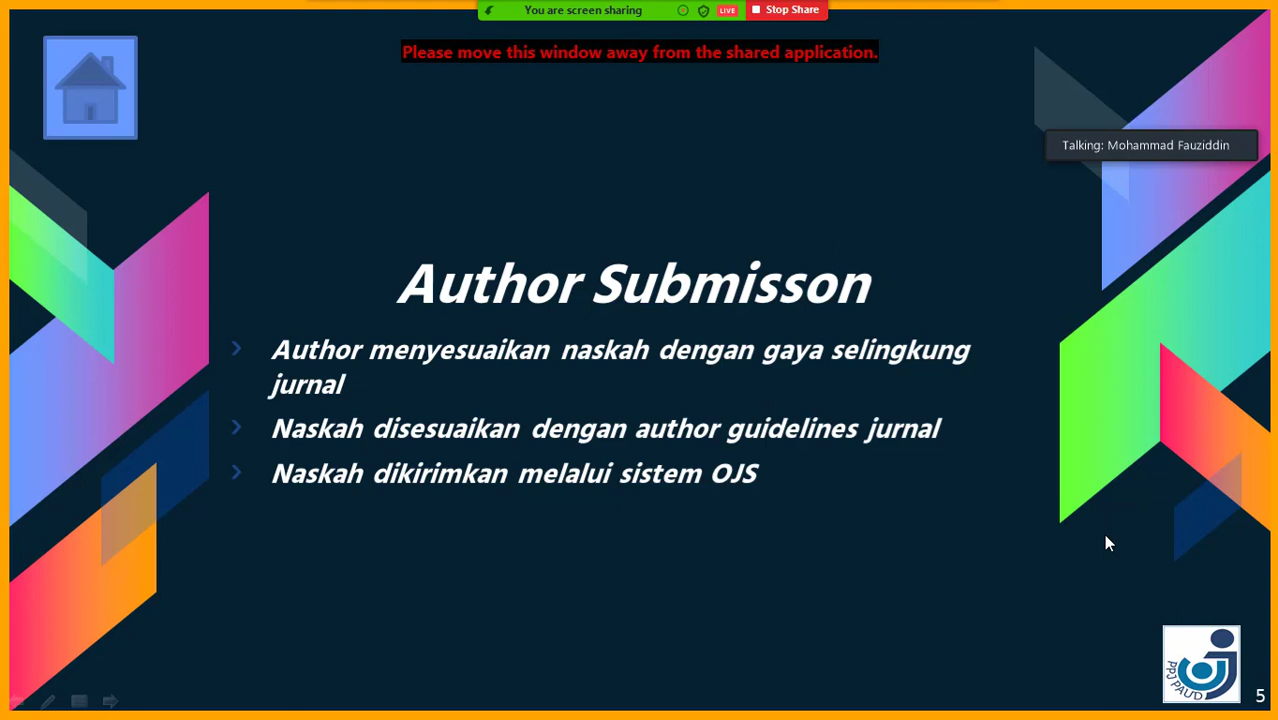 You are screen sharing
LIVE
Stop Share
Please move this window away from the shared application.
Talking: Mohammad Fauziddin
Author Submisson
Author menyesuaikan naskah dengan gaya selingkung
jurnal
Naskah disesuaikan dengan author guidelines jurnal
Naskah dikirimkan melalui sistem OJS
PPJ PAUD
5